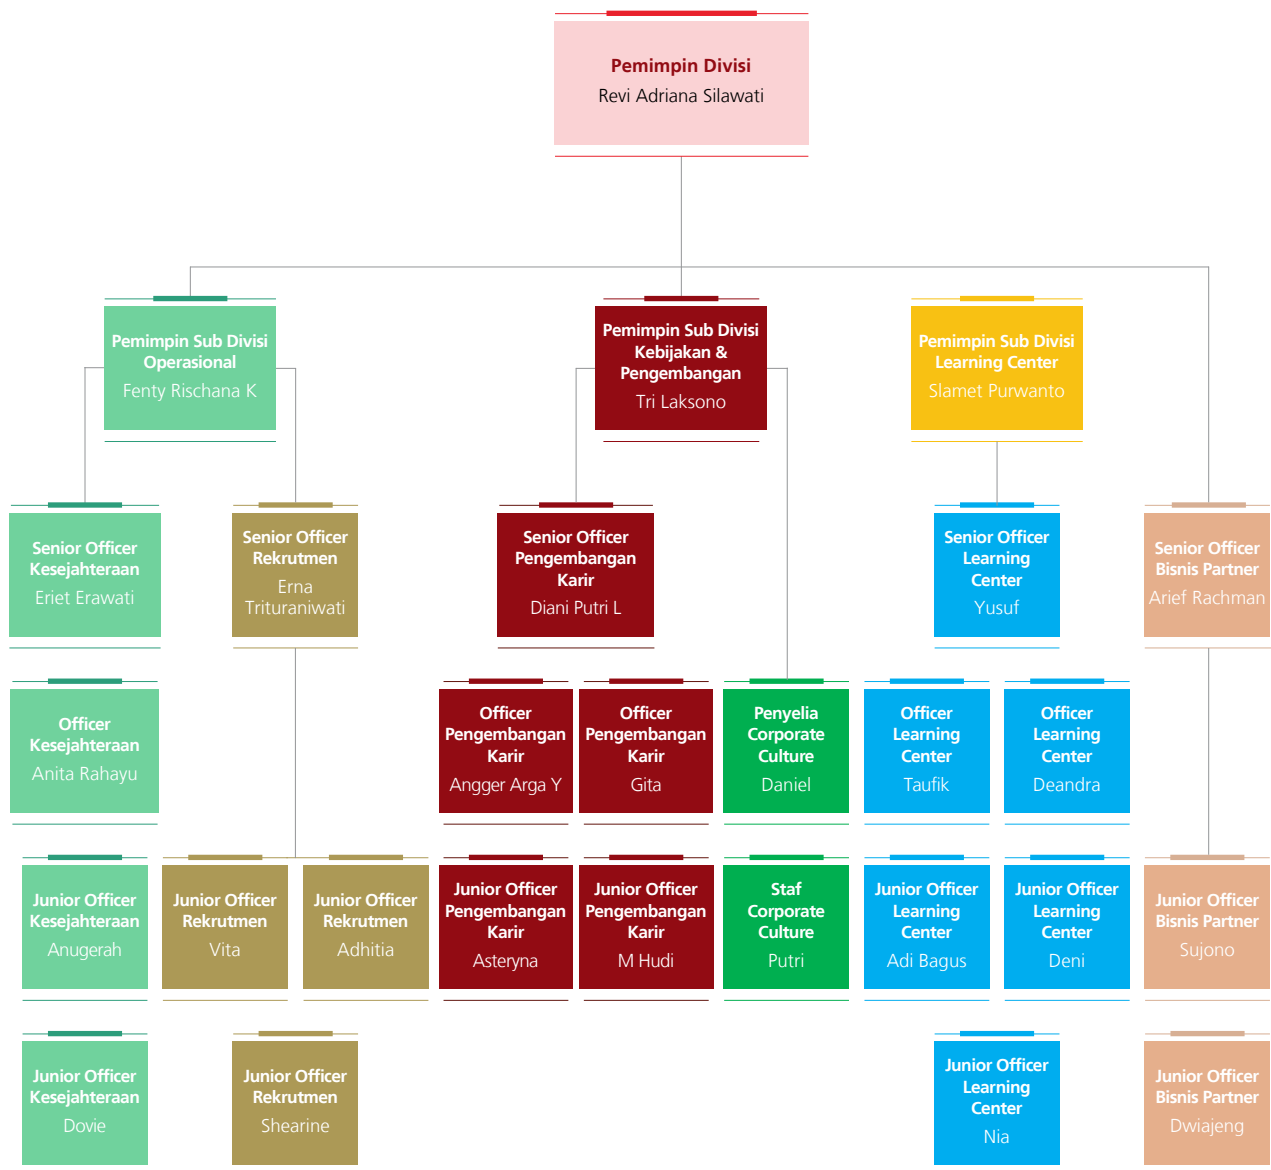 Pemimpin Divisi
Revi Adriana Silawati
Pemimpin Sub Divisi
Operasional
Fenty Rischana K
Pemimpin Sub Divisi
Kebijakan &
Pengembangan
Tri Laksono
Pemimpin Sub Divisi
Learning Center
Slamet Purwanto
Senior Officer
Kesejahteraan
Eriet Erawati
Senior Officer
Rekrutmen
Erna
Trituraniwati
Senior Officer
Pengembangan
Karir
Diani Putri L
Senior Officer
Learning
Center
Yusuf
Senior Officer
Bisnis Partner
Arief Rachman
Officer
Kesejahteraan
Anita Rahayu
Officer
Pengembangan
Karir
Angger Arga Y
Officer
Pengembangan
Karir
Gita
Penyelia
Corporate
Culture
Daniel
Officer
Learning
Center
Taufik
Officer
Learning
Center
Deandra
Junior Officer
Kesejahteraan
Anugerah
Junior Officer
Rekrutmen
Vita
Junior Officer
Rekrutmen
Adhitia
Junior Officer
Pengembangan
Karir
Asteryna
Junior Officer
Pengembangan
Karir
M Hudi
Staf
Corporate
Culture
Putri
Junior Officer
Learning
Center
Adi Bagus
Junior Officer
Learning
Center
Deni
Junior Officer
Bisnis Partner
Sujono
Junior Officer
Kesejahteraan
Dovie
Junior Officer
Rekrutmen
Shearine
Junior Officer
Learning
Center
Nia
Junior Officer
Bisnis Partner
Dwiajeng